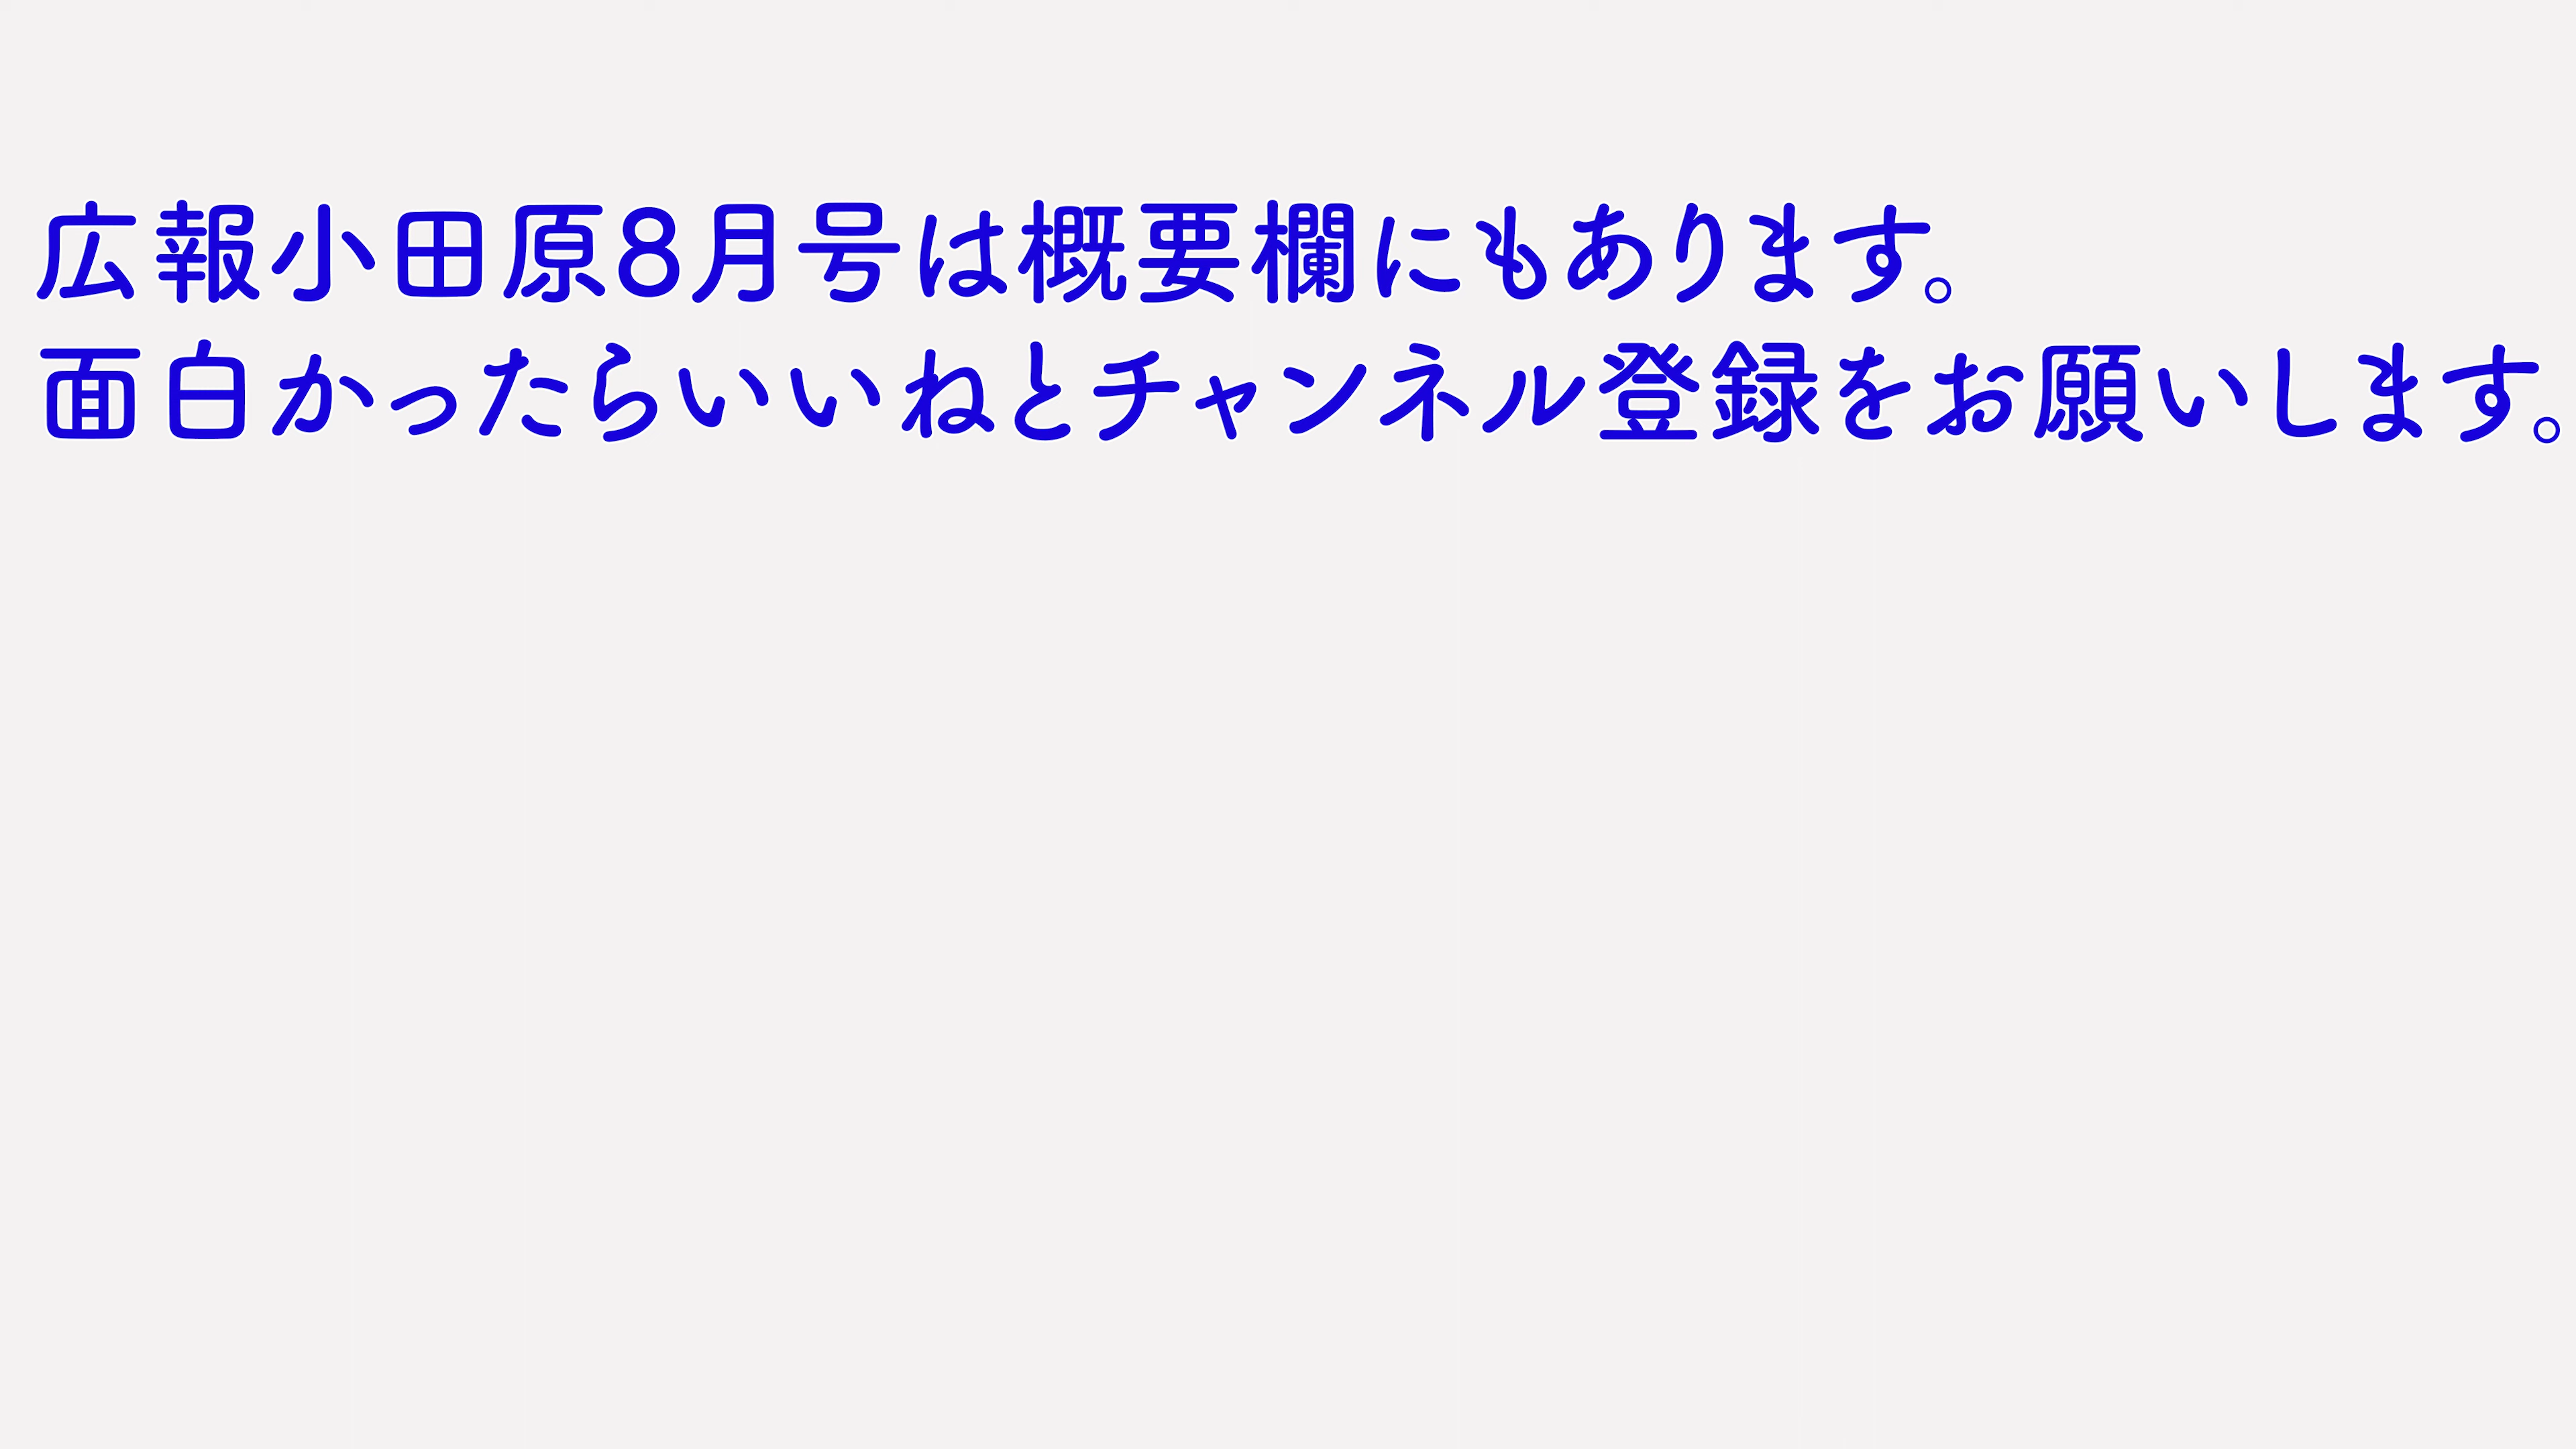 広報小田原8月号は概要欄にもあります。
面白かったらいいねとチャンネル登録をお願いします。